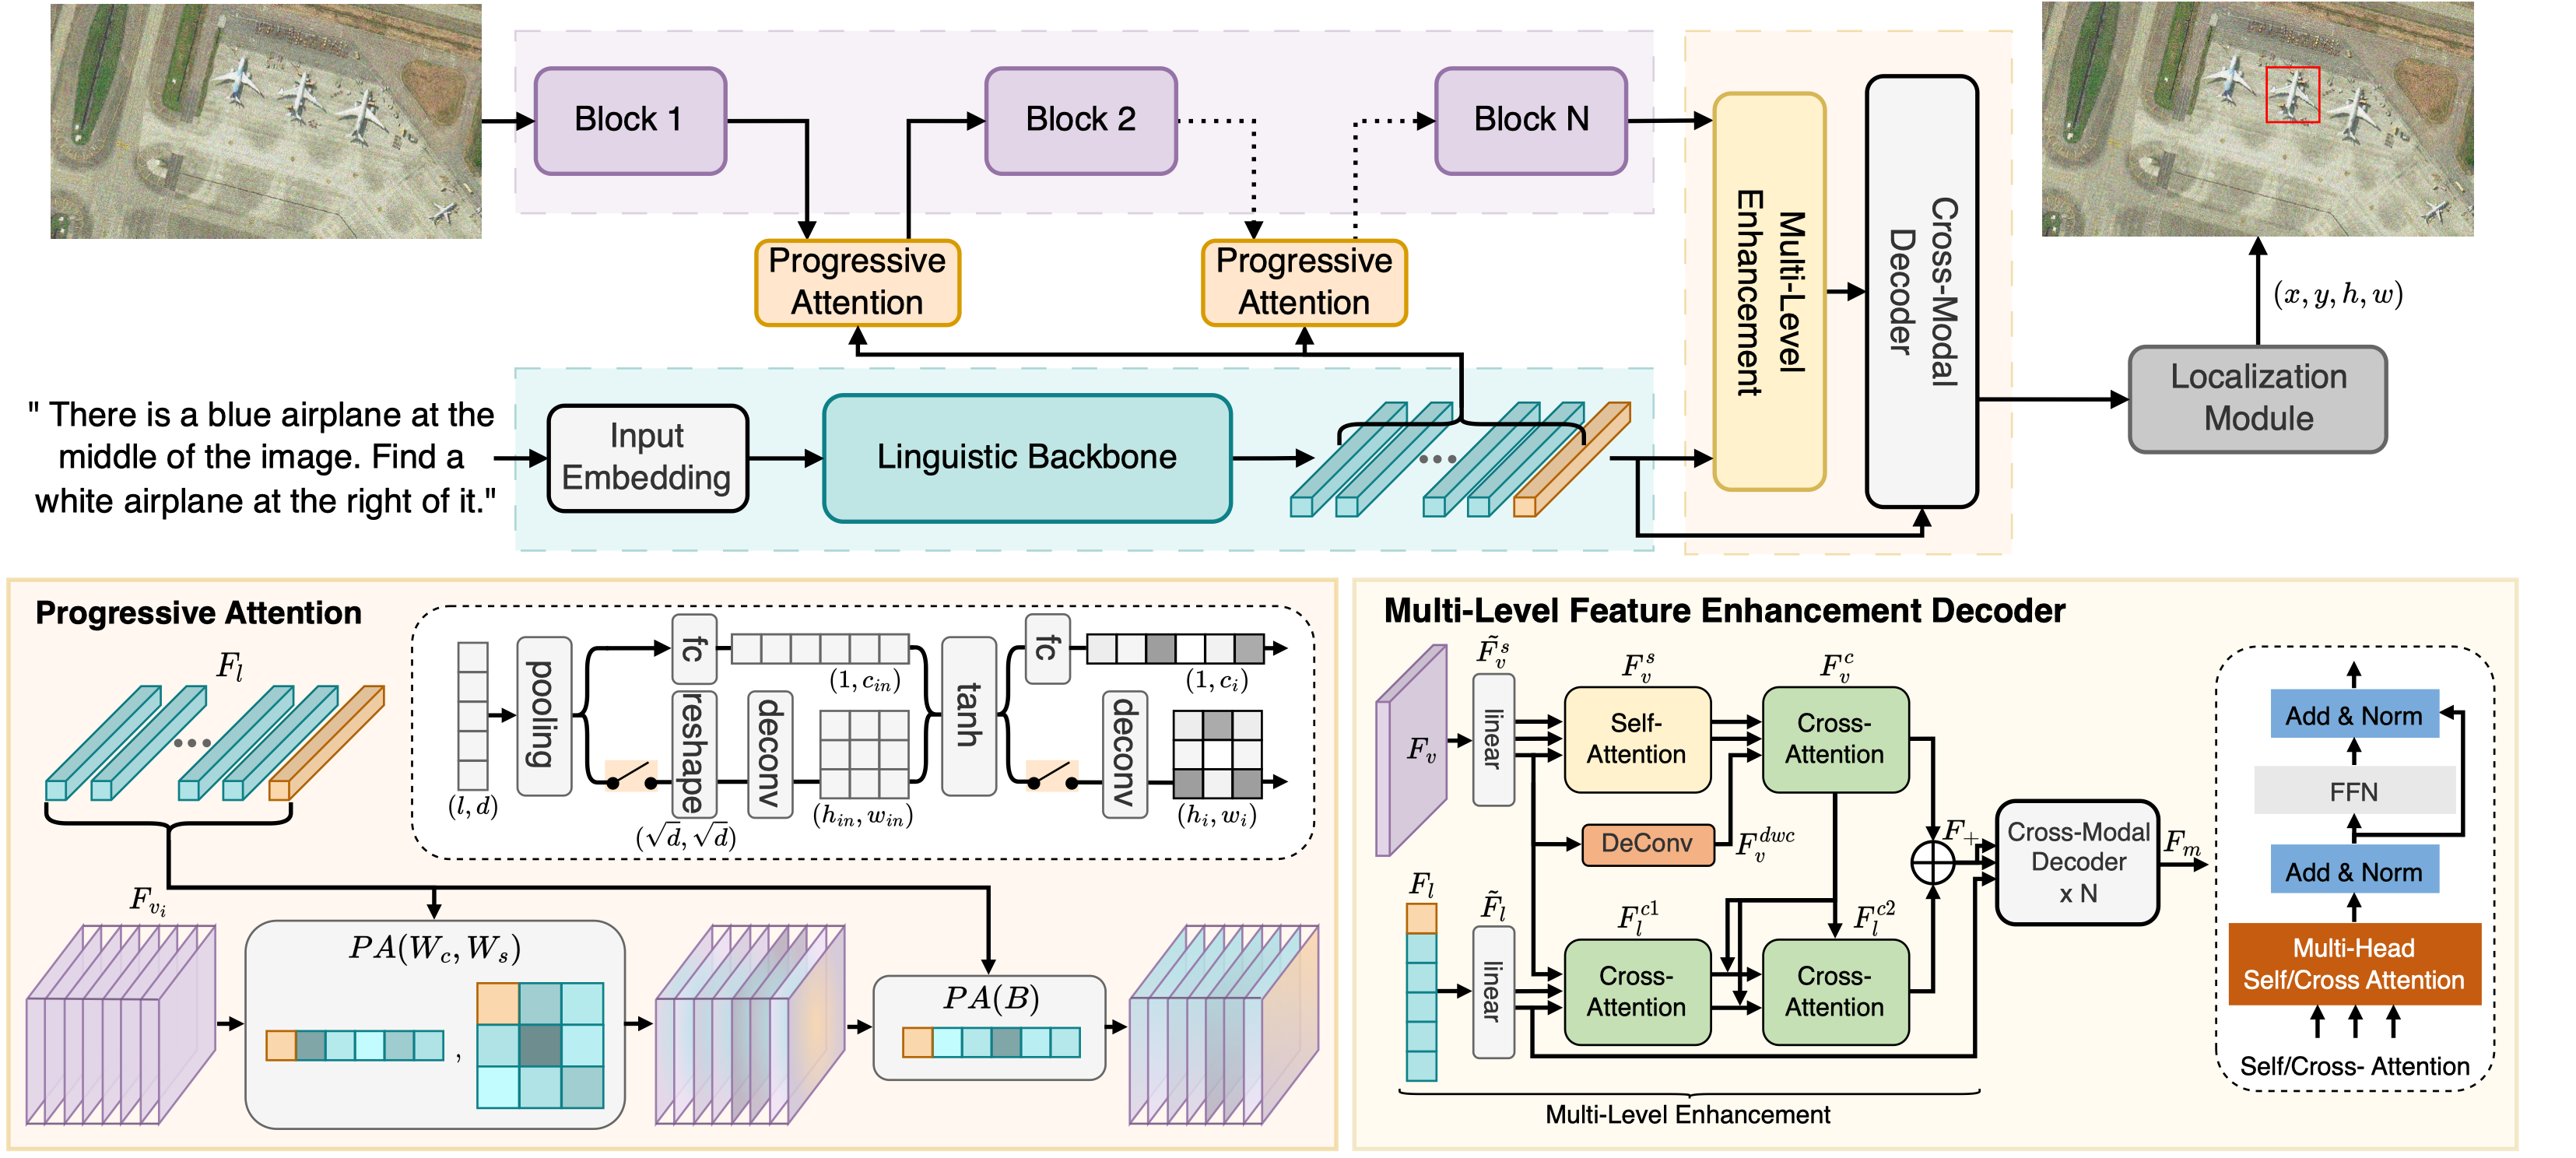 Block 1
Block 2
Block N
Progressive
Attention
Progressive
Attention
Multi-Level
Enhancement
Cross-Modal
Decoder
(x, y, h, w)
Localization
Module
" There is a blue airplane at the
middle of the image. Find a
white airplane at the right of it."
Input
Embedding
Linguistic Backbone
Progressive Attention
F_l
(l, d)
pooling
fc
(1, c_{in})
reshape
(√d, √d)
deconv
(h_{in}, w_{in})
tanh
fc
(1, c_i)
deconv
(h_i, w_i)
F_{v_i}
PA(W_c, W_s)
,
PA(B)
Multi-Level Feature Enhancement Decoder
F_v
F̃_v^s
linear
F_v^s
Self-
Attention
F_v^c
Cross-
Attention
DeConv
F_v^{dwc}
F_l
F̃_l
linear
F_l^{c1}
Cross-
Attention
F_l^{c2}
Cross-
Attention
F_+
Cross-Modal
Decoder
x N
F_m
Multi-Level Enhancement
Add & Norm
FFN
Add & Norm
Multi-Head
Self/Cross Attention
Self/Cross- Attention